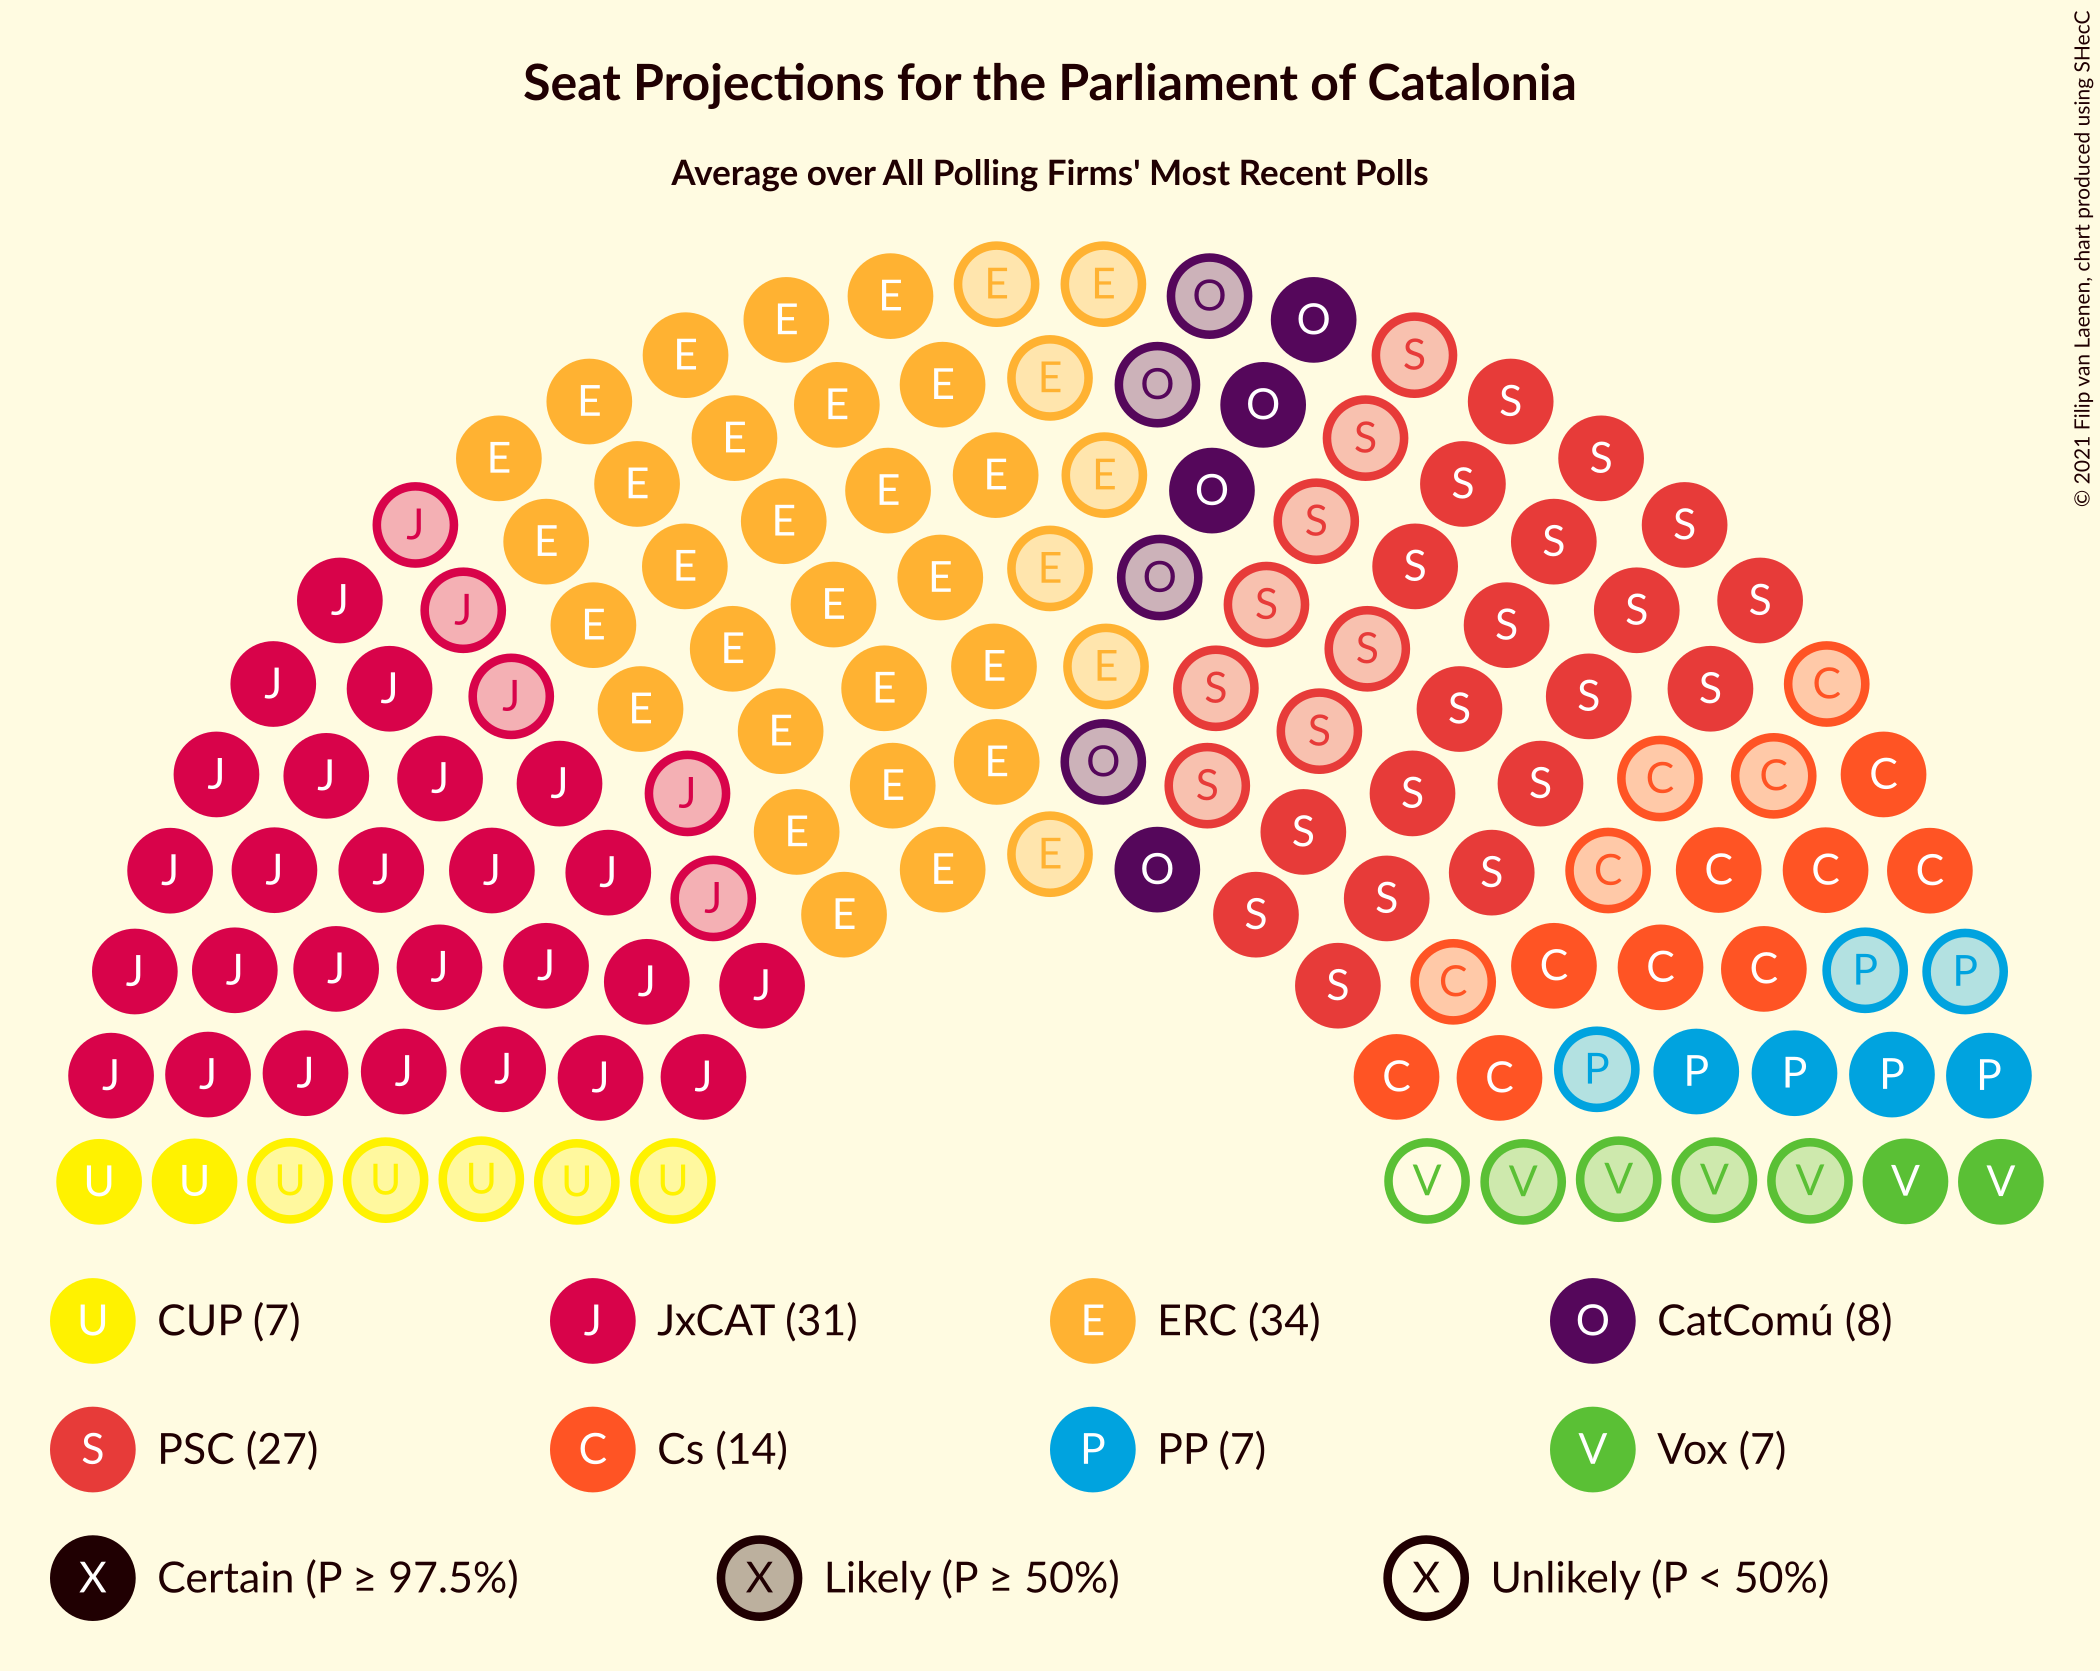 Seat Projections for the Parliament of Catalonia
Average over All Polling Firms' Most Recent Polls
© 2021 Filip van Laenen, chart produced using SHecC
E E E E O O
E E E O S S
E E E O S S
E E E E O S S
J E E E S S
E E E S S
J E E E O S S S
J E E S S S
J E E E S S S
J J J E E E S S S S C
J J J J J E E O S S S C C C
J J J J J E E E O S S S C C C C
J E S S
J J J J J J J S C C C C P P
J J J J J J J C C P P P P P
U U U U U U U V V V V V V V
U CUP (7) J JxCAT (31) E ERC (34) O CatComú (8)
S PSC (27) C Cs (14) P PP (7) V Vox (7)
X Certain (P ≥ 97.5%) X Likely (P ≥ 50%) X Unlikely (P < 50%)